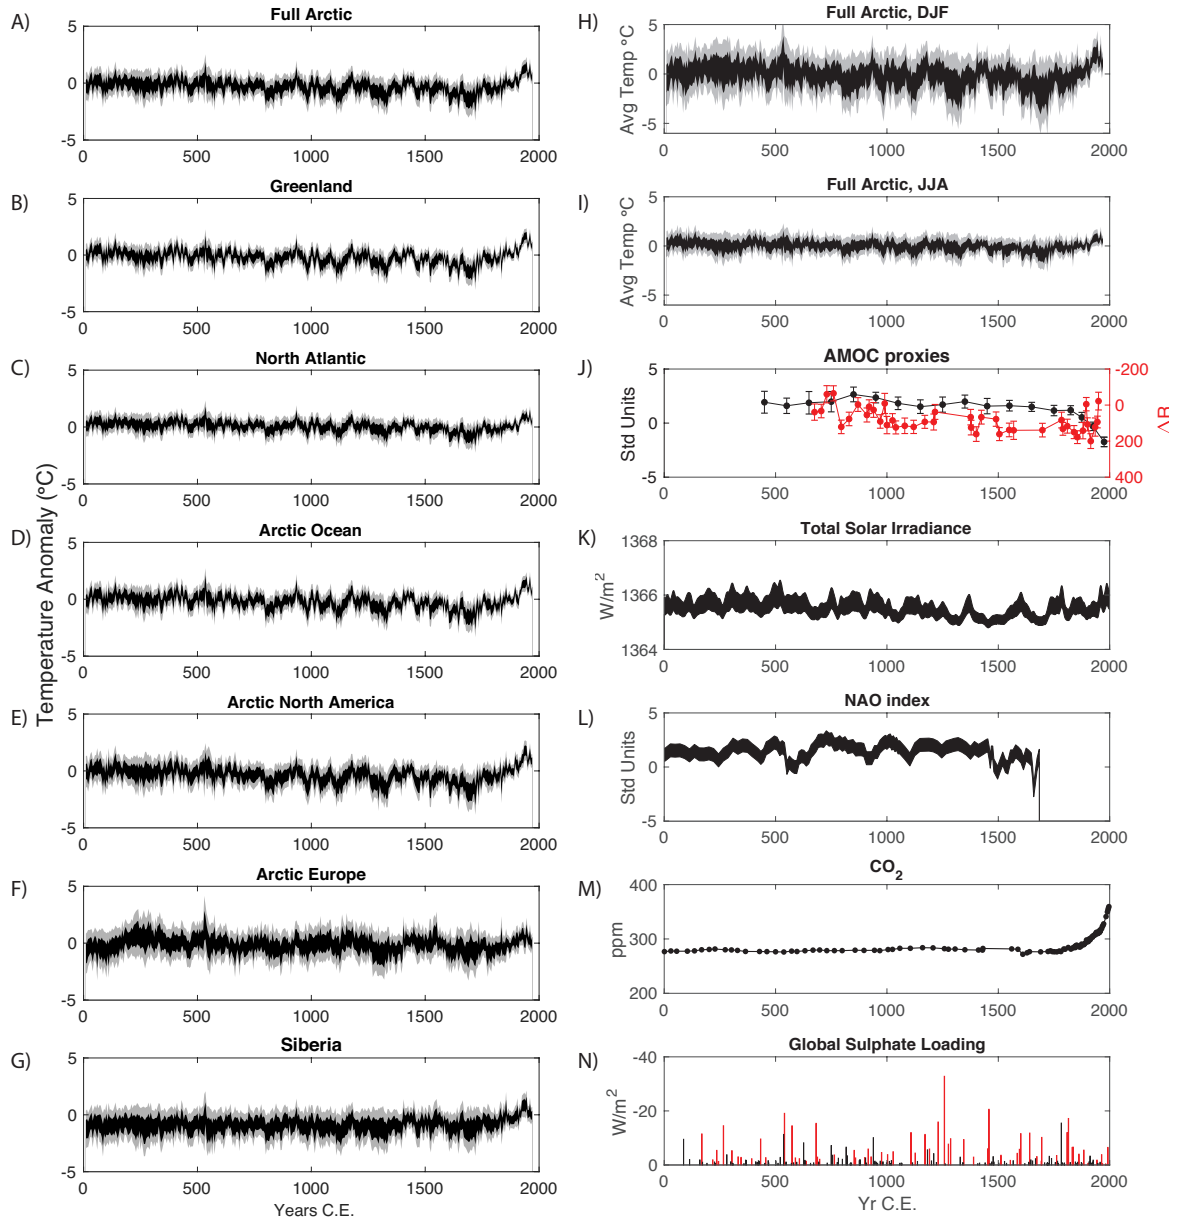 A)
Full Arctic
5
0
-5
0
500
1000
1500
2000
B)
Greenland
5
0
-5
0
500
1000
1500
2000
C)
North Atlantic
5
0
-5
0
500
1000
1500
2000
D)
Arctic Ocean
5
0
-5
0
500
1000
1500
2000
E)
Arctic North America
5
0
-5
0
500
1000
1500
2000
F)
Arctic Europe
5
0
-5
0
500
1000
1500
2000
G)
Siberia
5
0
-5
0
500
1000
1500
2000
Years C.E.
Temperature Anomaly (°C)
H)
Full Arctic, DJF
Avg Temp °C
5
0
-5
0
500
1000
1500
2000
I)
Full Arctic, JJA
Avg Temp °C
5
0
-5
0
500
1000
1500
2000
J)
AMOC proxies
Std Units
5
0
-5
-200
0
200
400
ΔR
0
500
1000
1500
2000
K)
Total Solar Irradiance
W/m²
1368
1366
1364
0
500
1000
1500
2000
L)
NAO index
Std Units
5
0
-5
0
500
1000
1500
2000
M)
CO₂
ppm
400
300
200
0
500
1000
1500
2000
N)
Global Sulphate Loading
W/m²
-40
-20
0
0
500
1000
1500
2000
Yr C.E.